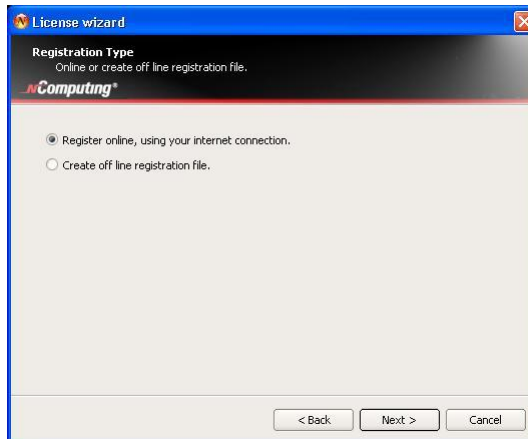 License wizard
Registration Type
Online or create off line registration file.
NComputing®
Register online, using your internet connection.
Create off line registration file.
< Back Next > Cancel